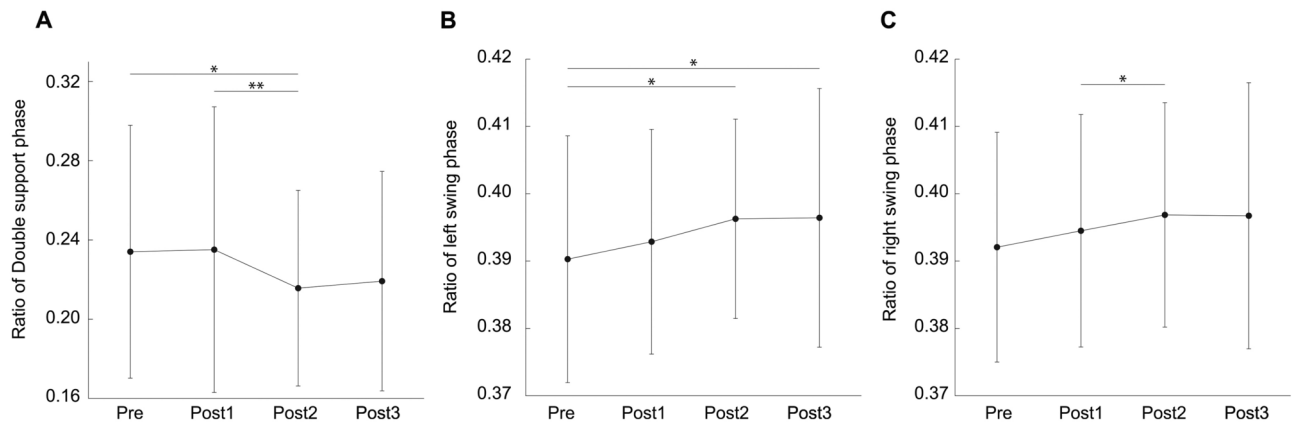 A
Ratio of Double support phase
0.32
0.28
0.24
0.20
0.16
*
**
Pre Post1 Post2 Post3
B
Ratio of left swing phase
0.42
0.41
0.40
0.39
0.38
0.37
*
*
Pre Post1 Post2 Post3
C
Ratio of right swing phase
0.42
0.41
0.40
0.39
0.38
0.37
*
Pre Post1 Post2 Post3